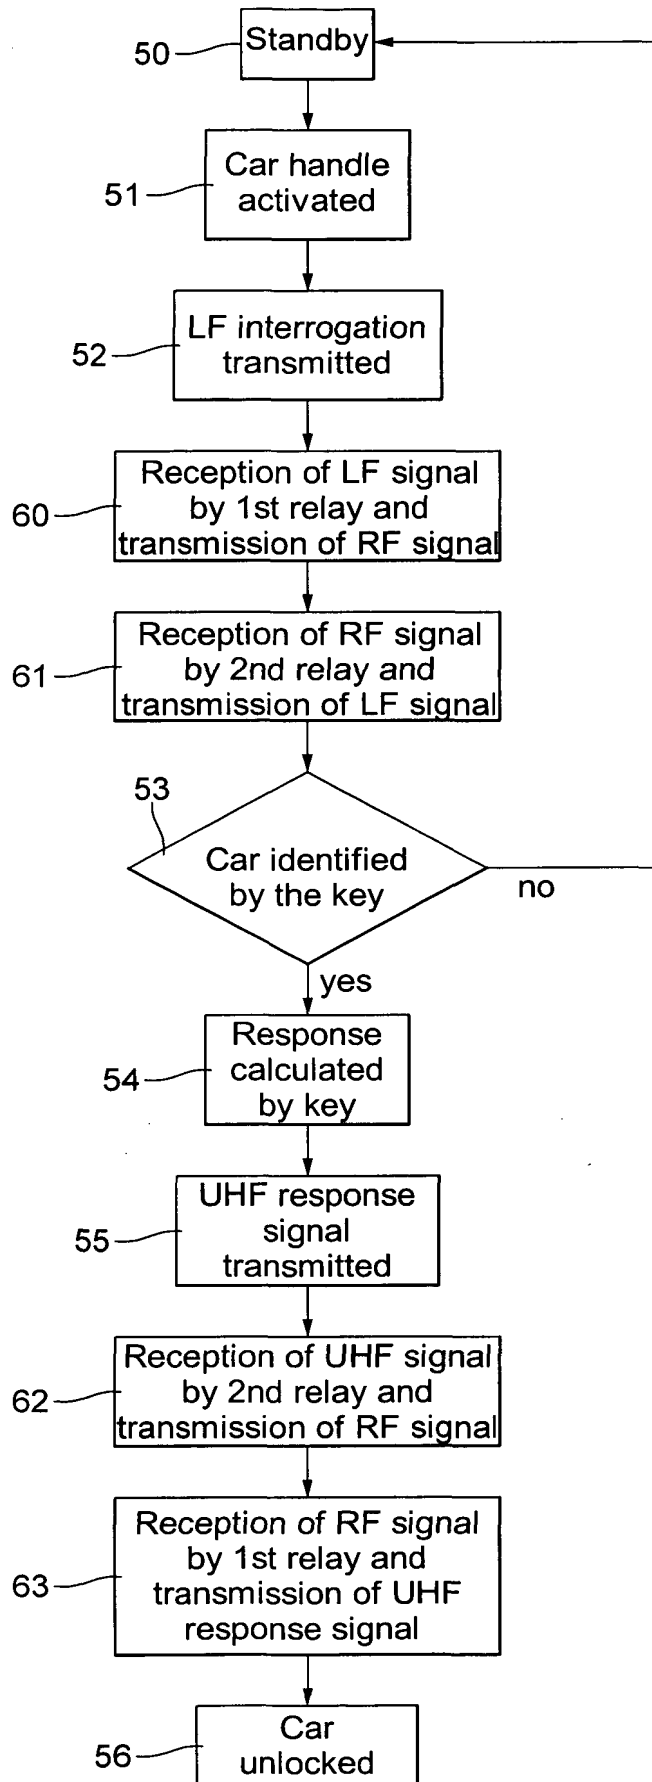 50
Standby
51
Car handle
activated
52
LF interrogation
transmitted
60
Reception of LF signal
by 1st relay and
transmission of RF signal
61
Reception of RF signal
by 2nd relay and
transmission of LF signal
53
Car identified
by the key
no
yes
54
Response
calculated
by key
55
UHF response
signal
transmitted
62
Reception of UHF signal
by 2nd relay and
transmission of RF signal
63
Reception of RF signal
by 1st relay and
transmission of UHF
response signal
56
Car
unlocked